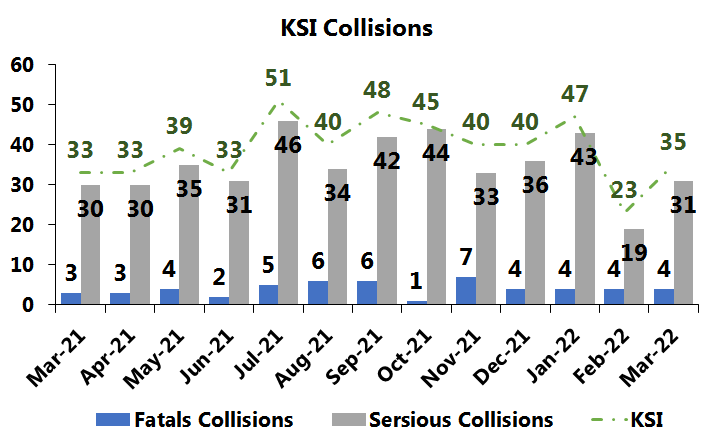 KSI Collisions
60
50
40
30
20
10
0
33 33 39 33 51 40 48 45 40 40 47 23 35
30 30 35 31 46 34 42 44 33 36 43 19 31
3 3 4 2 5 6 6 1 7 4 4 4 4
Mar-21 Apr-21 May-21 Jun-21 Jul-21 Aug-21 Sep-21 Oct-21 Nov-21 Dec-21 Jan-22 Feb-22 Mar-22
Fatals Collisions Sersious Collisions KSI